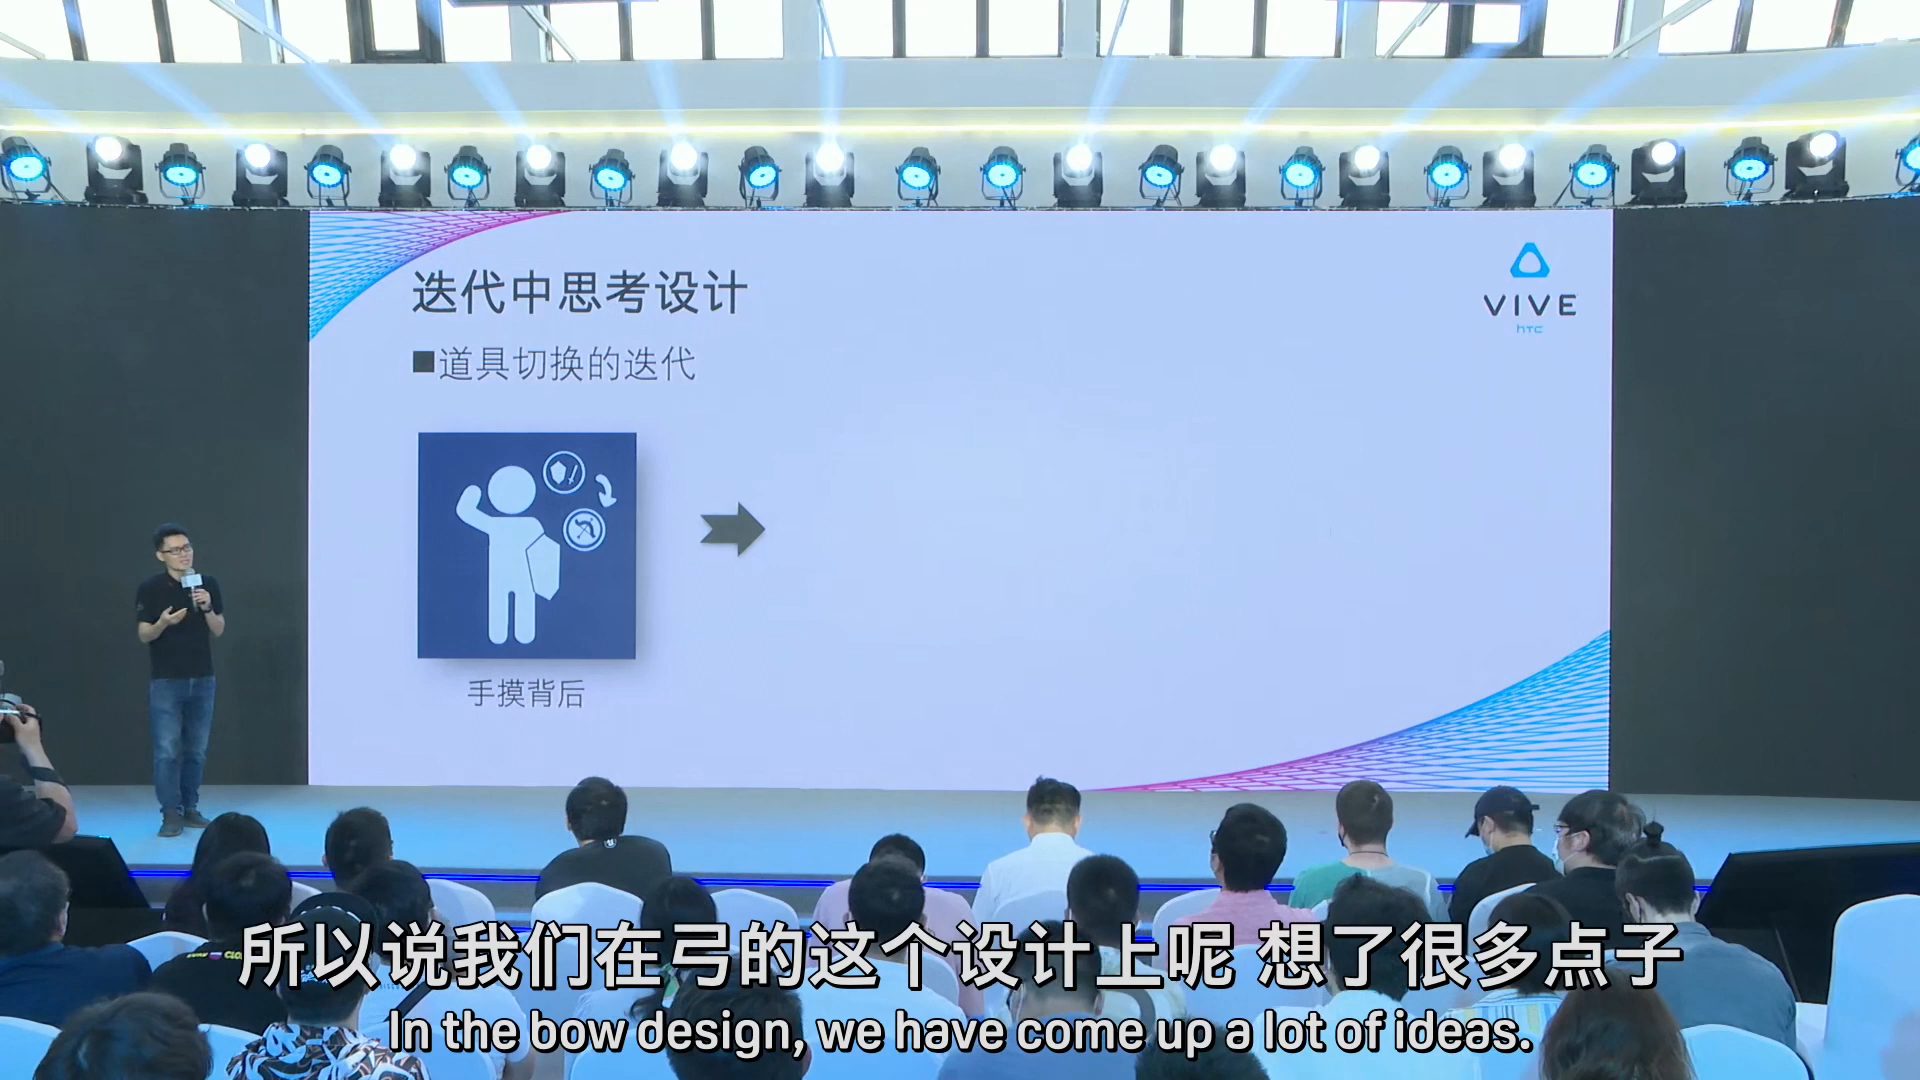 迭代中思考设计
■道具切换的迭代
手摸背后
VIVE
hTC
所以说我们在弓的这个设计上呢 想了很多点子
In the bow design, we have come up a lot of ideas.